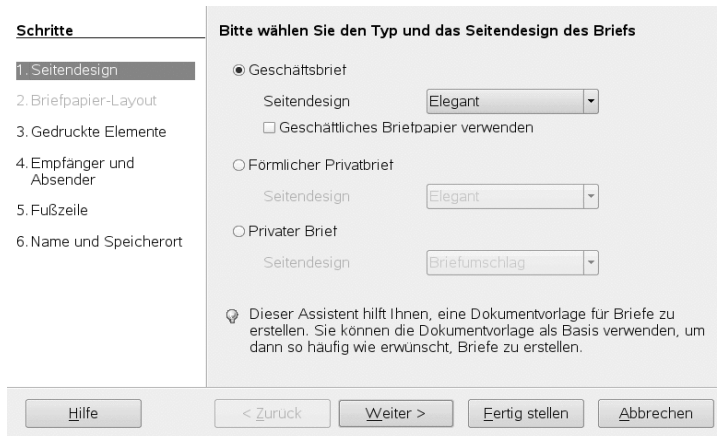 Schritte
1. Seitendesign
2. Briefpapier-Layout
3. Gedruckte Elemente
4. Empfänger und
Absender
5. Fußzeile
6. Name und Speicherort
Bitte wählen Sie den Typ und das Seitendesign des Briefs
Geschäftsbrief
Seitendesign Elegant
Geschäftliches Briefpapier verwenden
Förmlicher Privatbrief
Seitendesign Elegant
Privater Brief
Seitendesign Briefumschlag
Dieser Assistent hilft Ihnen, eine Dokumentvorlage für Briefe zu
erstellen. Sie können die Dokumentvorlage als Basis verwenden, um
dann so häufig wie erwünscht, Briefe zu erstellen.
Hilfe < Zurück Weiter > Fertig stellen Abbrechen